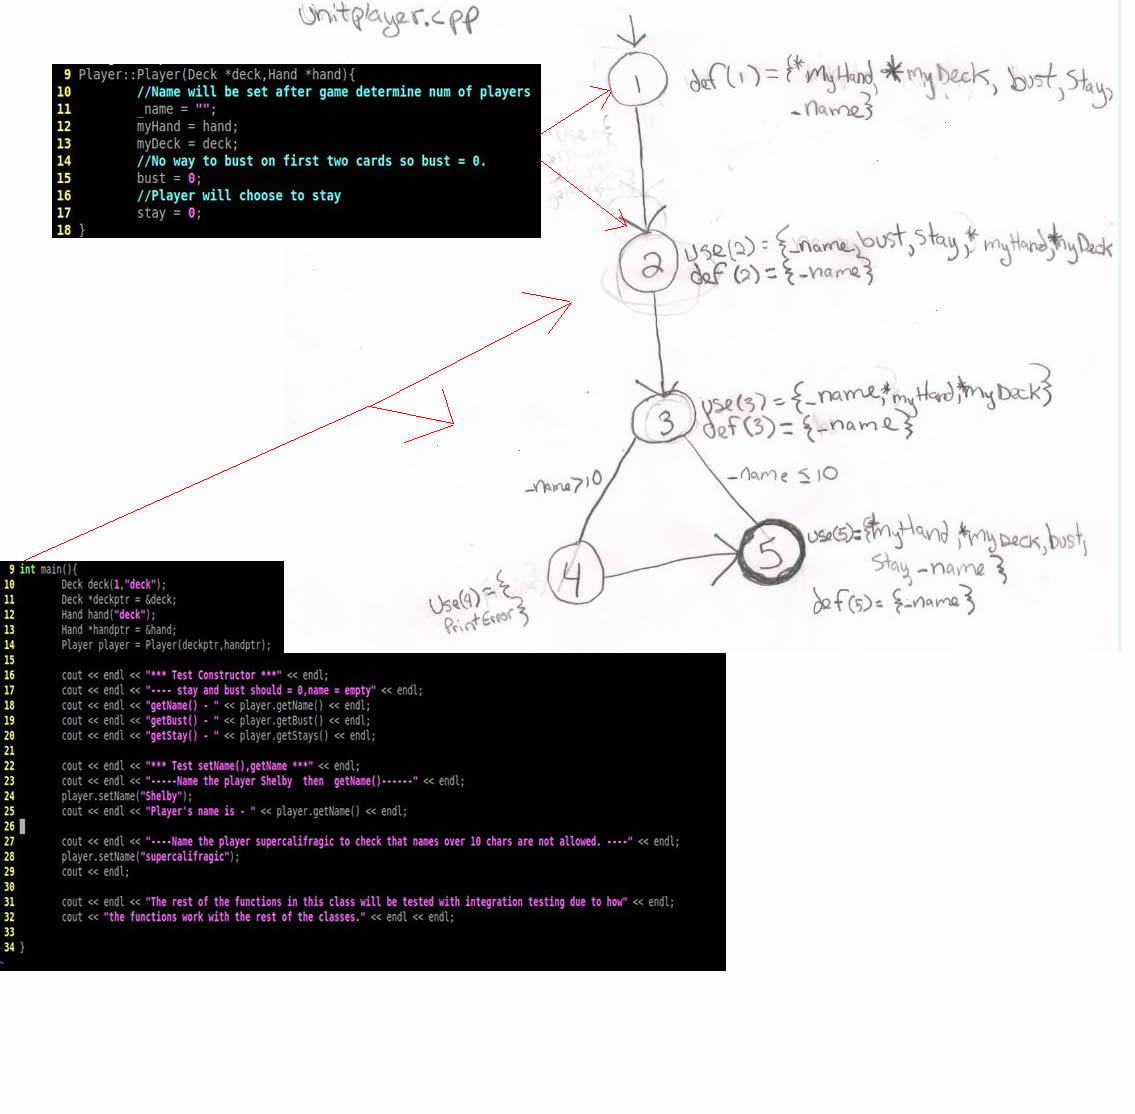 Unitplayer.cpp
9 Player::Player(Deck *deck,Hand *hand){
10 //Name will be set after game determine num of players
11 _name = "";
12 myHand = hand;
13 myDeck = deck;
14 //No way to bust on first two cards so bust = 0.
15 bust = 0;
16 //Player will choose to stay
17 stay = 0;
18 }
1
def(1) = {*myHand, *myDeck, bust, Stay,
_name}
2
use(2) = {_name, bust, Stay, *myHand, *myDeck
def(2) = {_name}
3
use(3) = {_name, *myHand, *myDeck}
def(3) = {_name}
_name>10
_name ≤ 10
4
5
use(5)={*myHand, *myDeck, bust,
Stay, _name}
def(5) = {_name}
Use(4) = {
PrintError}
9 int main(){
10 Deck deck(1,"deck");
11 Deck *deckptr = &deck;
12 Hand hand("deck");
13 Hand *handptr = &hand;
14 Player player = Player(deckptr,handptr);
15
16 cout << endl << "*** Test Constructor ***" << endl;
17 cout << endl << "---- stay and bust should = 0,name = empty" << endl;
18 cout << endl << "getName() - " << player.getName() << endl;
19 cout << endl << "getBust() - " << player.getBust() << endl;
20 cout << endl << "getStay() - " << player.getStays() << endl;
21
22 cout << endl << "*** Test setName(),getName ***" << endl;
23 cout << endl << "-----Name the player Shelby  then  getName()------" << endl;
24 player.setName("Shelby");
25 cout << endl << "Player's name is - " << player.getName() << endl;
26
27 cout << endl << "----Name the player supercalifragic to check that names over 10 chars are not allowed. ----" << endl;
28 player.setName("supercalifragic");
29 cout << endl;
30
31 cout << endl << "The rest of the functions in this class will be tested with integration testing due to how" << endl;
32 cout << "the functions work with the rest of the classes." << endl << endl;
33
34 }
~